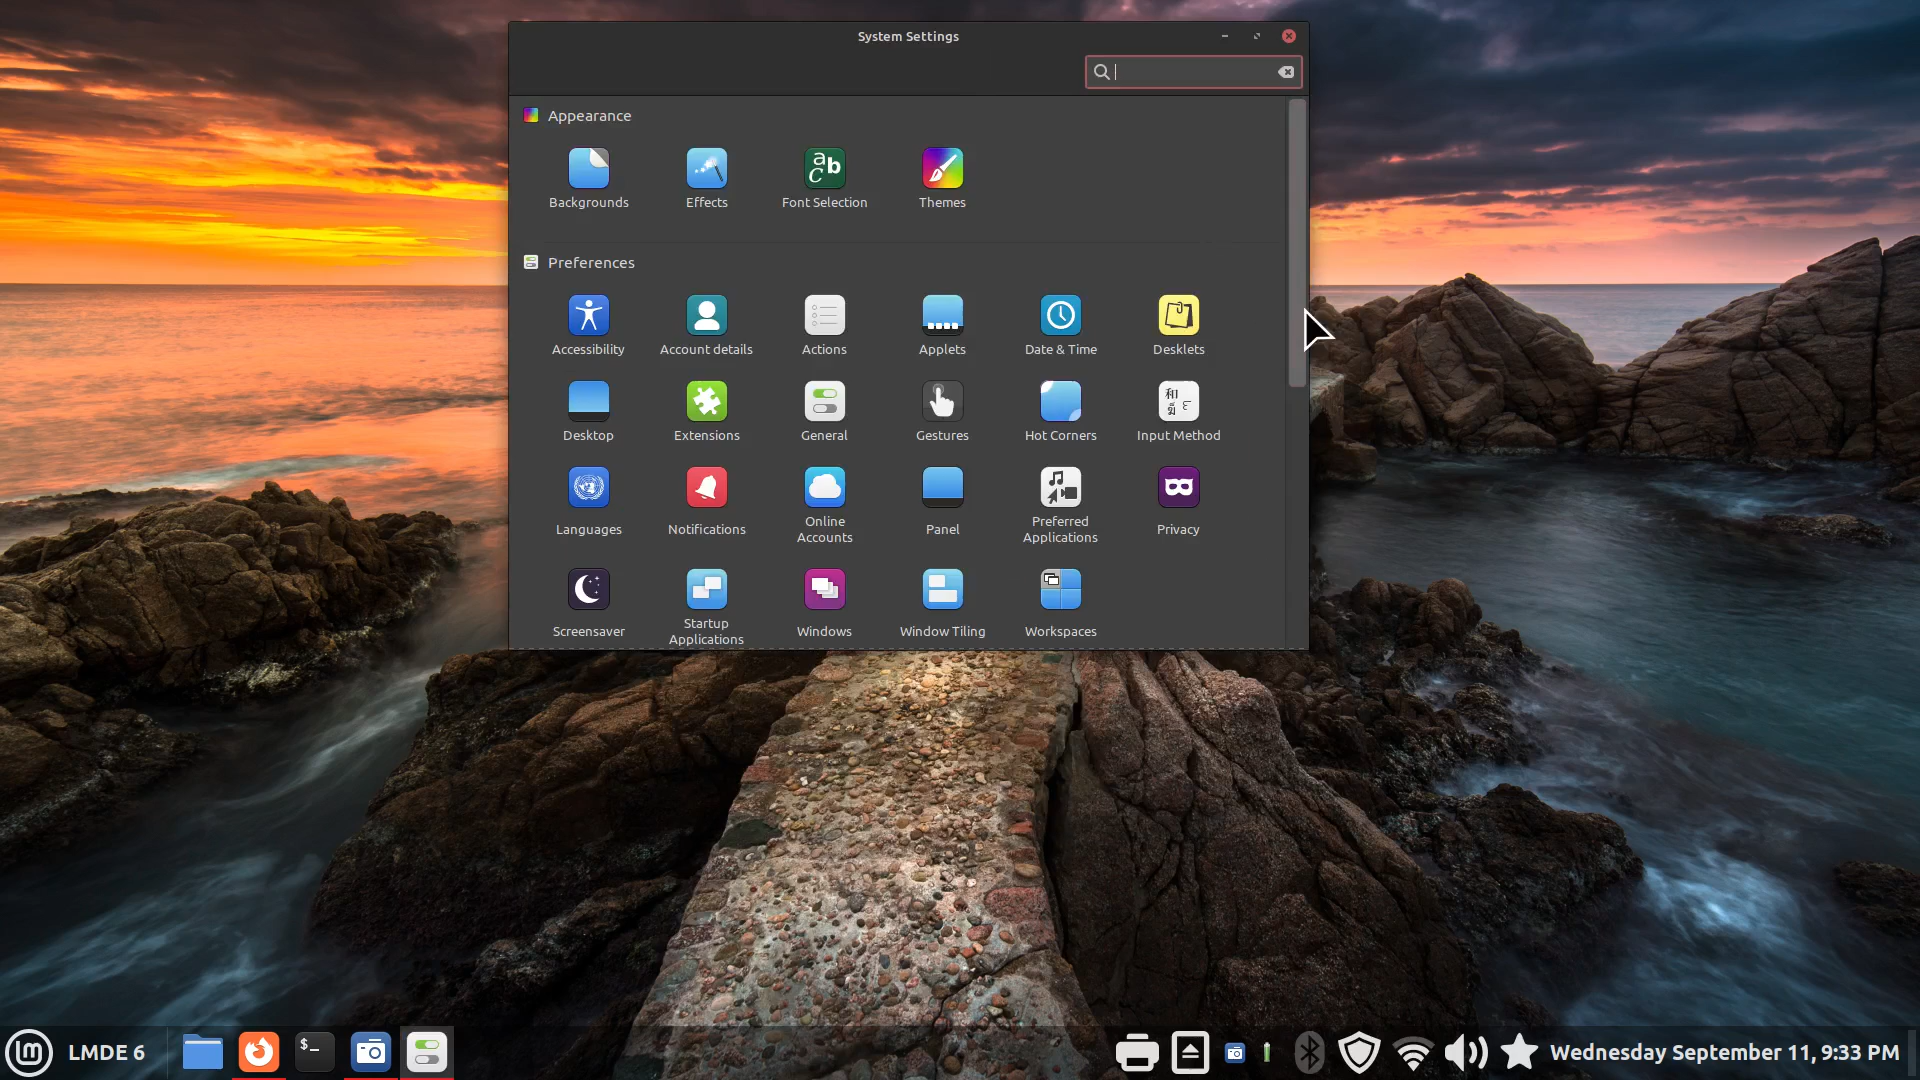 System Settings
Appearance
Backgrounds
Effects
Font Selection
Themes
Preferences
Accessibility
Account details
Actions
Applets
Date & Time
Desklets
Desktop
Extensions
General
Gestures
Hot Corners
Input Method
Languages
Notifications
Online
Accounts
Panel
Preferred
Applications
Privacy
Screensaver
Startup
Applications
Windows
Window Tiling
Workspaces
LMDE 6
$_
Wednesday September 11, 9:33 PM